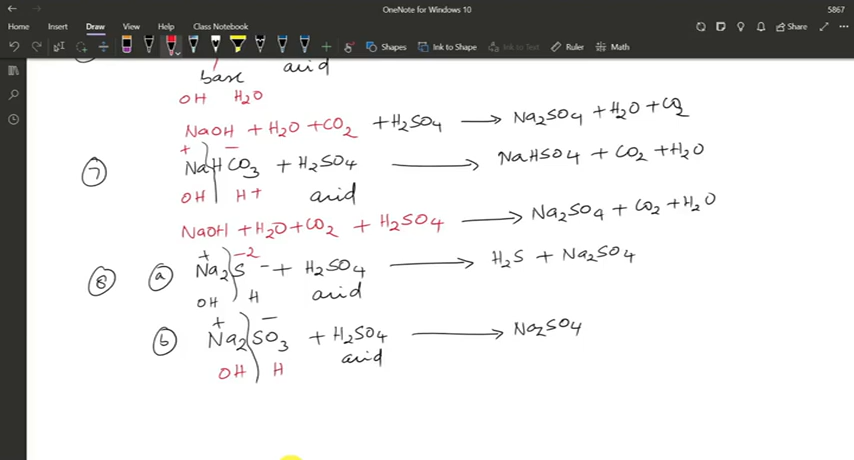 OneNote for Windows 10
5867
Home Insert Draw View Help Class Notebook Share
Shapes Ink to Shape Ink to Text Ruler Math
base acid
OH H2O
NaOH + H2O + CO2 + H2SO4 → Na2SO4 + H2O + CO2
+ −
7 NaHCO3 + H2SO4 → NaHSO4 + CO2 + H2O
OH H+ acid
NaOH + H2O + CO2 + H2SO4 → Na2SO4 + CO2 + H2O
+ −2
8 a Na2S − + H2SO4 → H2S + Na2SO4
OH H acid
+ −
b Na2SO3 + H2SO4 → Na2SO4
OH H acid